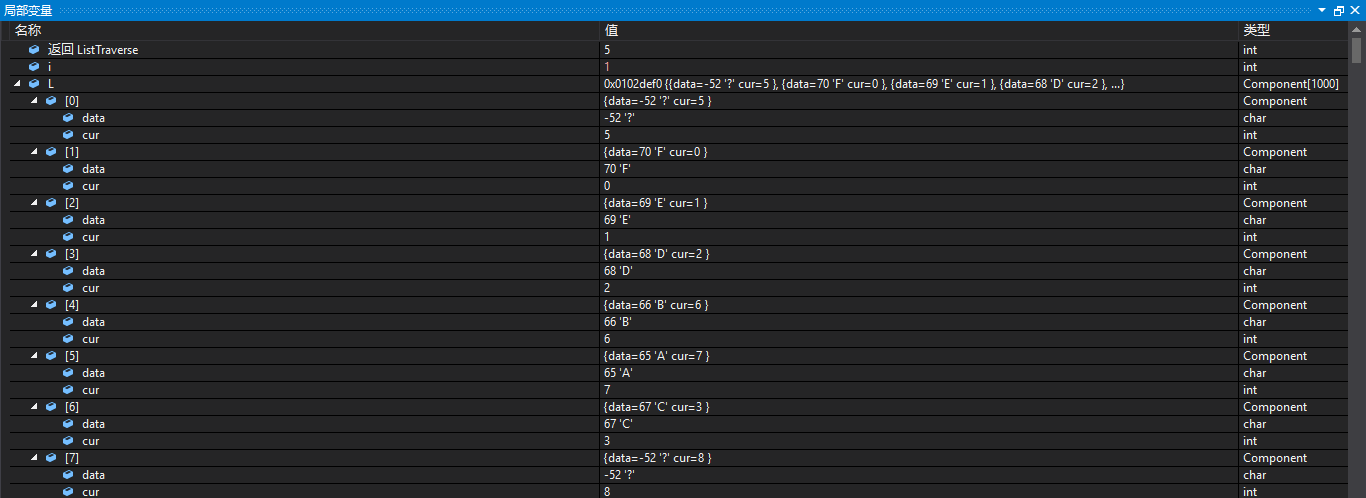 局部变量
名称 值 类型
返回 ListTraverse 5 int
i 1 int
L 0x0102def0 {{data=-52 '?' cur=5 }, {data=70 'F' cur=0 }, {data=69 'E' cur=1 }, {data=68 'D' cur=2 }, ...} Component[1000]
[0] {data=-52 '?' cur=5 } Component
data -52 '?' char
cur 5 int
[1] {data=70 'F' cur=0 } Component
data 70 'F' char
cur 0 int
[2] {data=69 'E' cur=1 } Component
data 69 'E' char
cur 1 int
[3] {data=68 'D' cur=2 } Component
data 68 'D' char
cur 2 int
[4] {data=66 'B' cur=6 } Component
data 66 'B' char
cur 6 int
[5] {data=65 'A' cur=7 } Component
data 65 'A' char
cur 7 int
[6] {data=67 'C' cur=3 } Component
data 67 'C' char
cur 3 int
[7] {data=-52 '?' cur=8 } Component
data -52 '?' char
cur 8 int